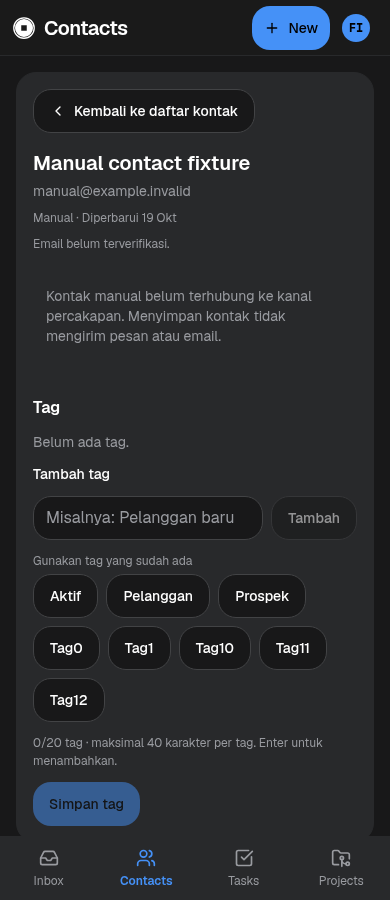 Contacts
New
FI
Kembali ke daftar kontak
Manual contact fixture
manual@example.invalid
Manual · Diperbarui 19 Okt
Email belum terverifikasi.
Kontak manual belum terhubung ke kanal
percakapan. Menyimpan kontak tidak
mengirim pesan atau email.
Tag
Belum ada tag.
Tambah tag
Misalnya: Pelanggan baru
Tambah
Gunakan tag yang sudah ada
Aktif
Pelanggan
Prospek
Tag0
Tag1
Tag10
Tag11
Tag12
0/20 tag · maksimal 40 karakter per tag. Enter untuk
menambahkan.
Simpan tag
Inbox
Contacts
Tasks
Projects